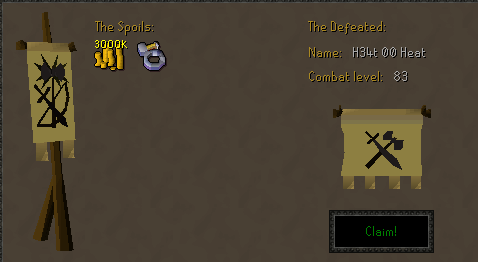 The Spoils:
3000K
The Defeated:
Name: H34t 00 Heat
Combat level: 83
Claim!